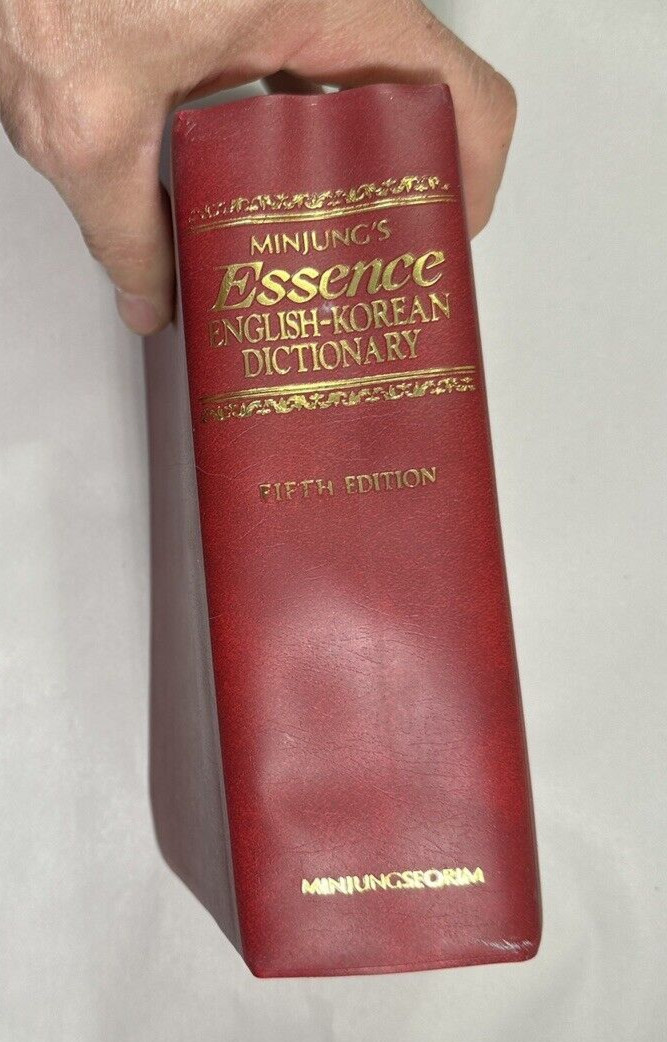 MINJUNG'S
Essence
ENGLISH-KOREAN
DICTIONARY
FIFTH EDITION
MINJUNGSEORIM